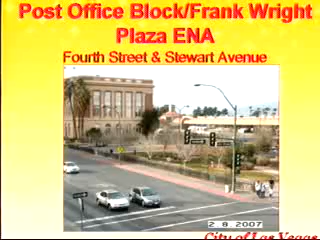 Post Office Block/Frank Wright
Plaza ENA
Fourth Street & Stewart Avenue
2 8 2007
City of Las Vegas